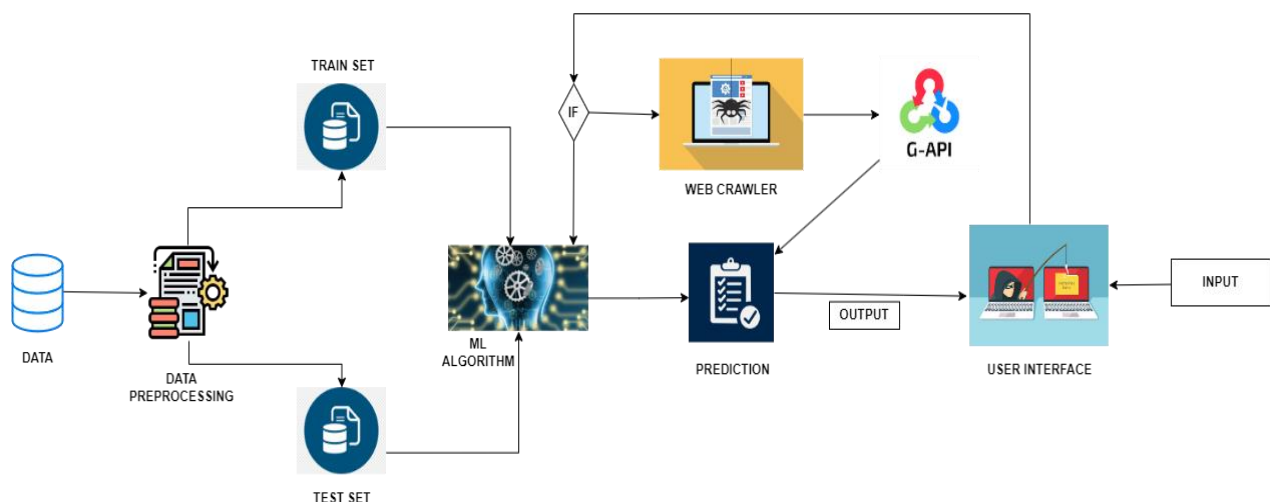 TRAIN SET
IF
WEB CRAWLER
G-API
DATA
DATA
PREPROCESSING
ML
ALGORITHM
PREDICTION
OUTPUT
USER INTERFACE
INPUT
TEST SET